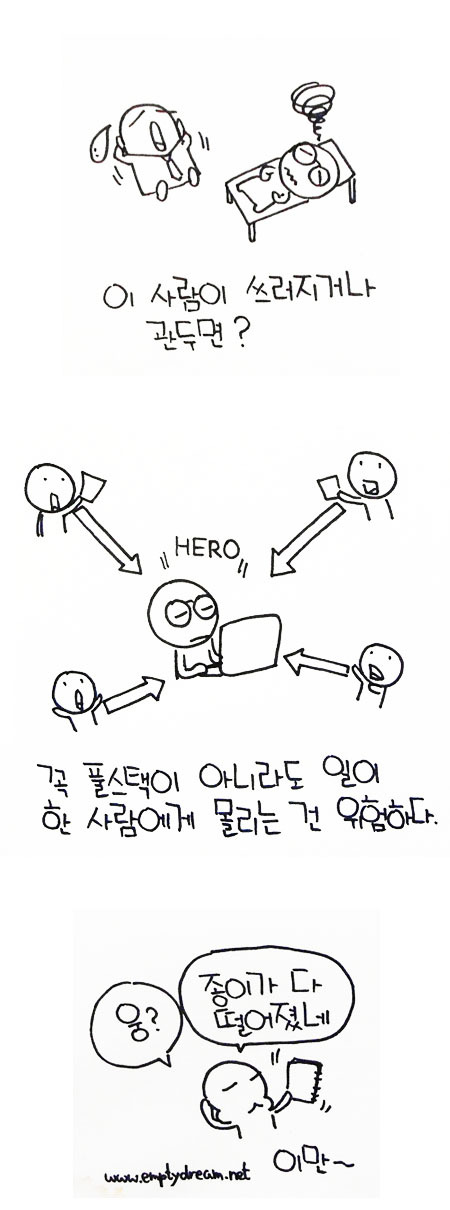 이 사람이 쓰러지거나
관두면?
HERO
꼭 풀스택이 아니라도 일이
한 사람에게 몰리는 건 위험하다.
웅?
종이가 다
떨어졌네
이만~
www.emptydream.net